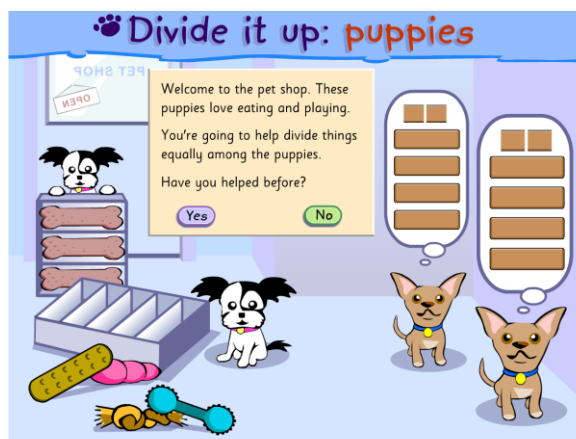 Divide it up: puppies
PET SHOP
OPEN
Welcome to the pet shop. These
puppies love eating and playing.
You're going to help divide things
equally among the puppies.
Have you helped before?
Yes
No